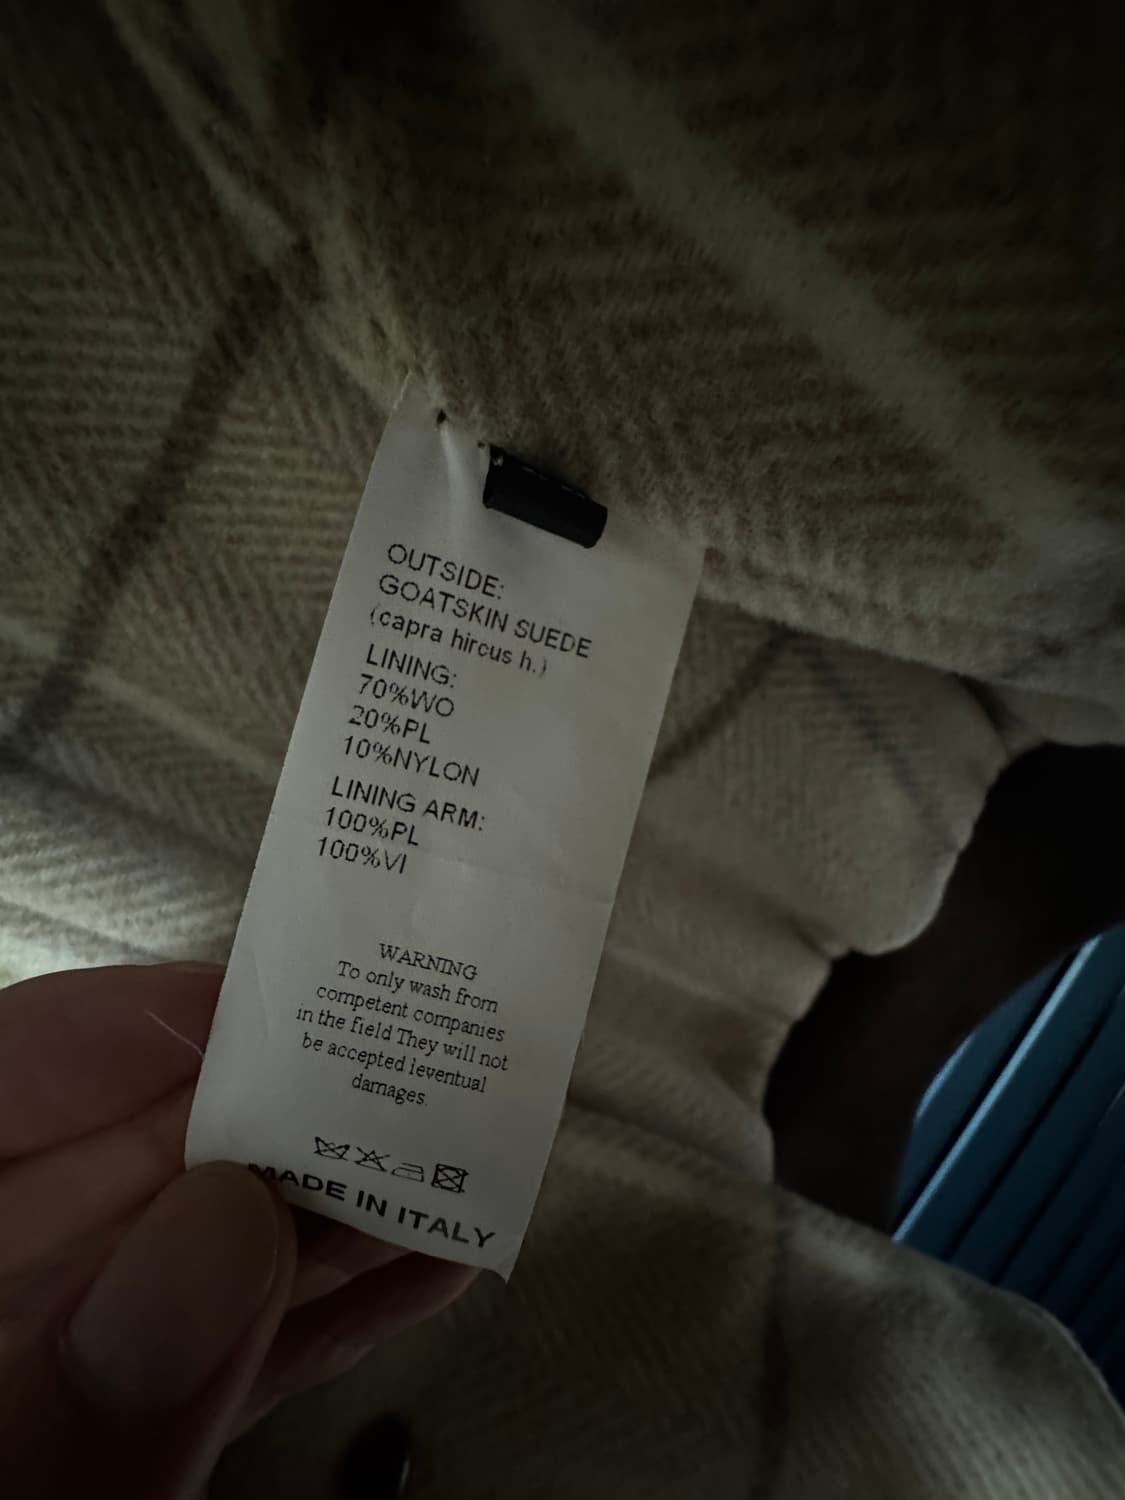 OUTSIDE:
GOATSKIN SUEDE
(capra hircus h.)
LINING:
70%WO
20%PL
10%NYLON
LINING ARM:
100%PL
100%VI
WARNING
To only wash from
competent companies
in the field They will not
be accepted ieventual
damages.
MADE IN ITALY